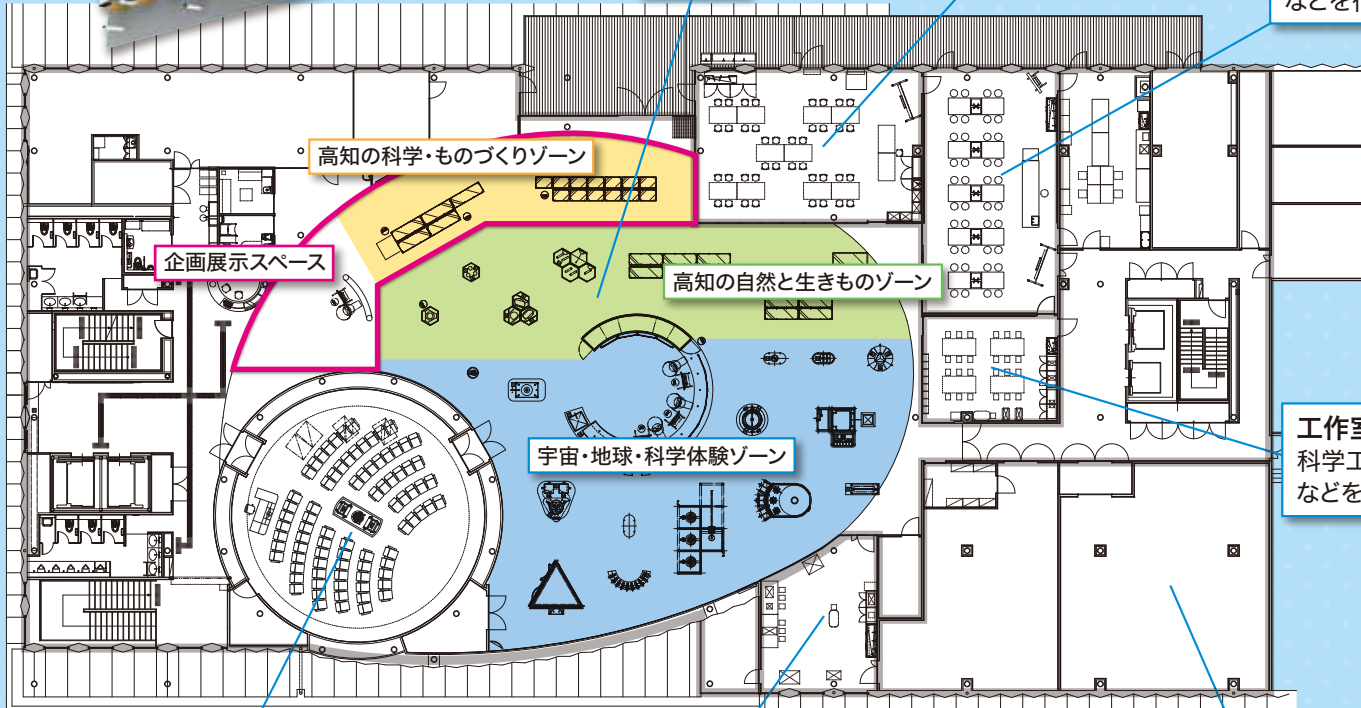 などを
高知の科学・ものづくりゾーン
企画展示スペース
高知の自然と生きものゾーン
宇宙・地球・科学体験ゾーン
工作室
科学工
などを